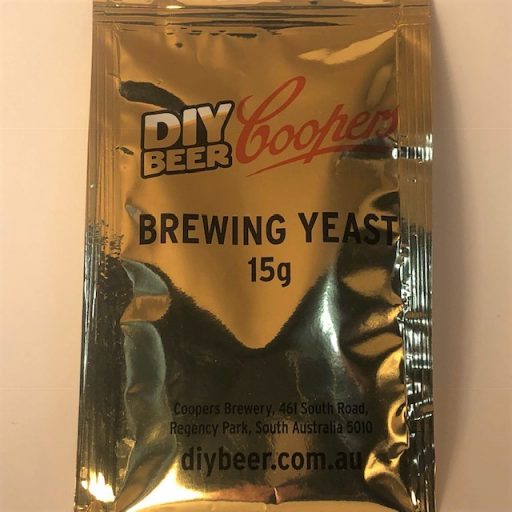 DIY Coopers
BEER
BREWING YEAST
15g
Coopers Brewery, 461 South Road,
Regency Park, South Australia 5010
diybeer.com.au